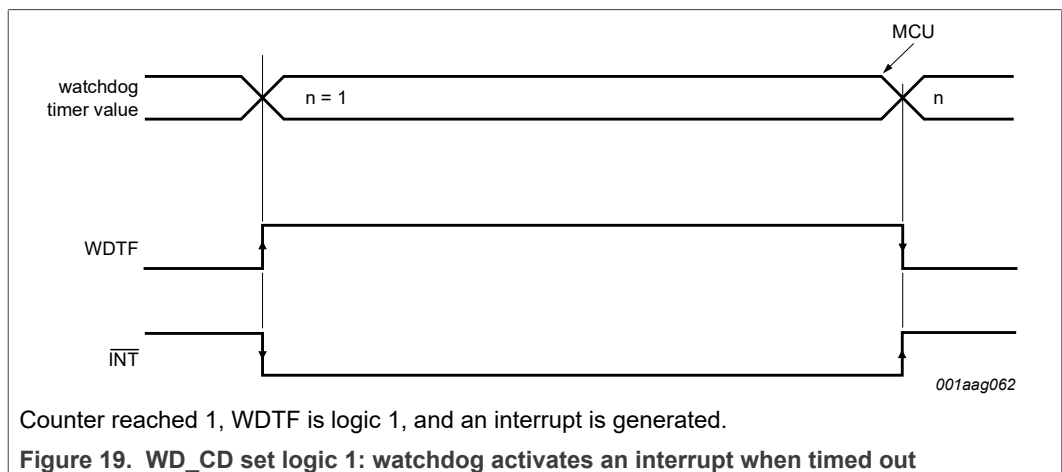 MCU
watchdog
timer value
n = 1
n
WDTF
INT
001aag062
Counter reached 1, WDTF is logic 1, and an interrupt is generated.
Figure 19. WD_CD set logic 1: watchdog activates an interrupt when timed out